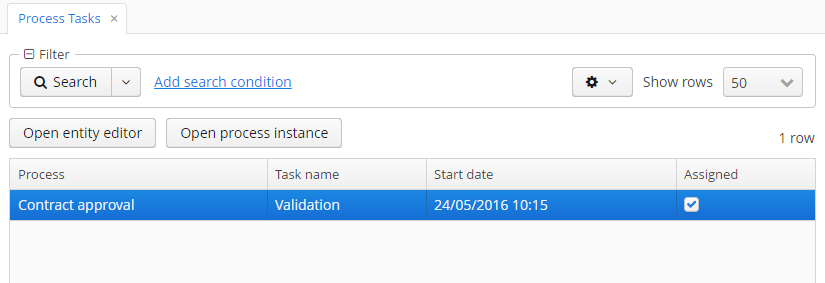 Process Tasks ×
Filter
Search Add search condition Show rows 50
Open entity editor Open process instance 1 row
Process Task name Start date Assigned
Contract approval Validation 24/05/2016 10:15